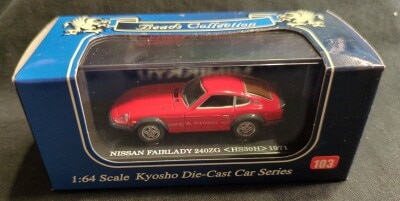 Beads Collection
NISSAN FAIRLADY 240ZG <HS30H> 1971
103
1:64 Scale Kyosho Die-Cast Car Series